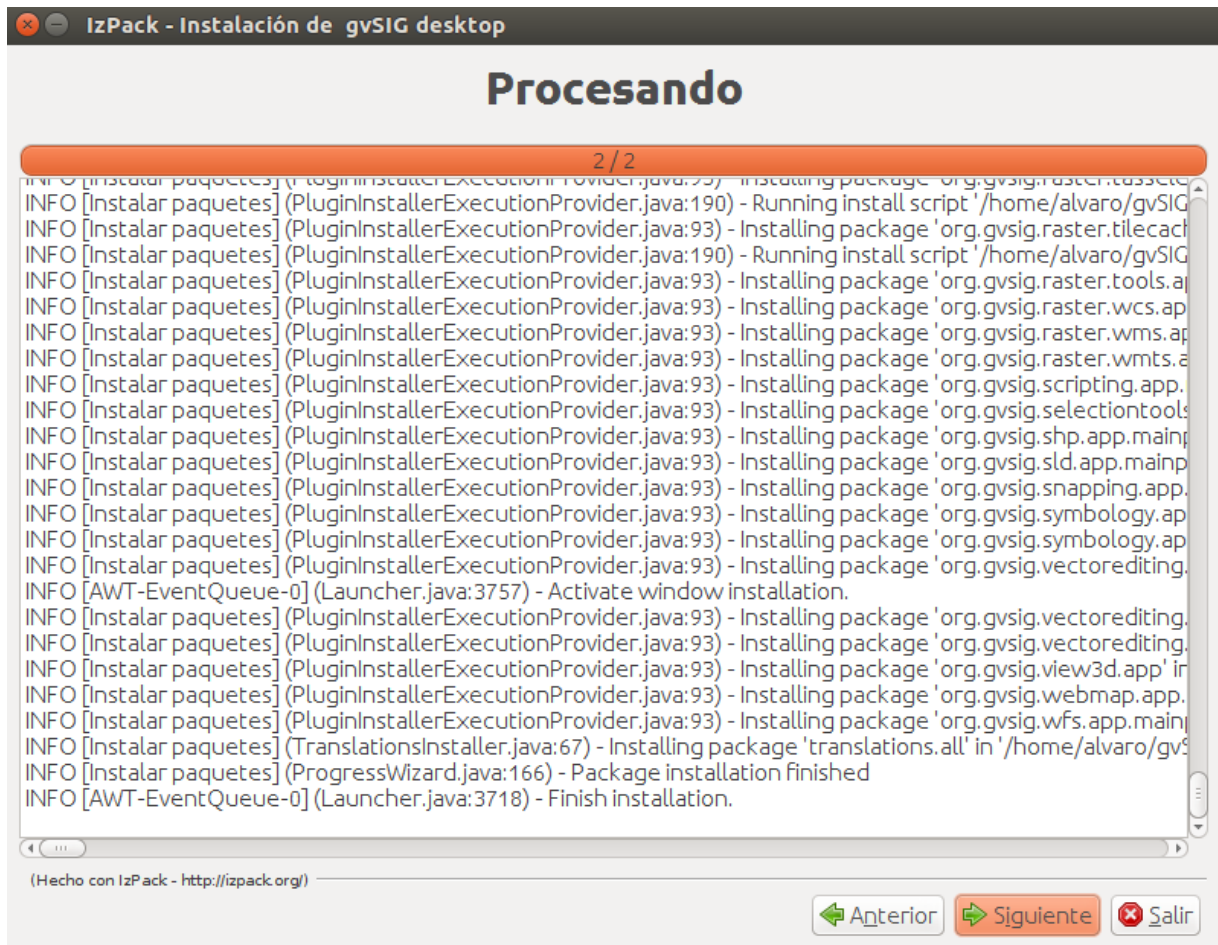 IzPack - Instalación de gvSIG desktop
Procesando
2 / 2
INFO [Instalar paquetes] (PluginInstallerExecutionProvider.java:93) - Installing package 'org.gvsig.raster.tassele
INFO [Instalar paquetes] (PluginInstallerExecutionProvider.java:190) - Running install script '/home/alvaro/gvSIG
INFO [Instalar paquetes] (PluginInstallerExecutionProvider.java:93) - Installing package 'org.gvsig.raster.tilecach
INFO [Instalar paquetes] (PluginInstallerExecutionProvider.java:190) - Running install script '/home/alvaro/gvSIG
INFO [Instalar paquetes] (PluginInstallerExecutionProvider.java:93) - Installing package 'org.gvsig.raster.tools.ap
INFO [Instalar paquetes] (PluginInstallerExecutionProvider.java:93) - Installing package 'org.gvsig.raster.wcs.ap
INFO [Instalar paquetes] (PluginInstallerExecutionProvider.java:93) - Installing package 'org.gvsig.raster.wms.ap
INFO [Instalar paquetes] (PluginInstallerExecutionProvider.java:93) - Installing package 'org.gvsig.raster.wmts.a
INFO [Instalar paquetes] (PluginInstallerExecutionProvider.java:93) - Installing package 'org.gvsig.scripting.app.
INFO [Instalar paquetes] (PluginInstallerExecutionProvider.java:93) - Installing package 'org.gvsig.selectiontools
INFO [Instalar paquetes] (PluginInstallerExecutionProvider.java:93) - Installing package 'org.gvsig.shp.app.mainp
INFO [Instalar paquetes] (PluginInstallerExecutionProvider.java:93) - Installing package 'org.gvsig.sld.app.mainp
INFO [Instalar paquetes] (PluginInstallerExecutionProvider.java:93) - Installing package 'org.gvsig.snapping.app.
INFO [Instalar paquetes] (PluginInstallerExecutionProvider.java:93) - Installing package 'org.gvsig.symbology.ap
INFO [Instalar paquetes] (PluginInstallerExecutionProvider.java:93) - Installing package 'org.gvsig.symbology.ap
INFO [Instalar paquetes] (PluginInstallerExecutionProvider.java:93) - Installing package 'org.gvsig.vectorediting.
INFO [AWT-EventQueue-0] (Launcher.java:3757) - Activate window installation.
INFO [Instalar paquetes] (PluginInstallerExecutionProvider.java:93) - Installing package 'org.gvsig.vectorediting.
INFO [Instalar paquetes] (PluginInstallerExecutionProvider.java:93) - Installing package 'org.gvsig.vectorediting.
INFO [Instalar paquetes] (PluginInstallerExecutionProvider.java:93) - Installing package 'org.gvsig.view3d.app' in
INFO [Instalar paquetes] (PluginInstallerExecutionProvider.java:93) - Installing package 'org.gvsig.webmap.app.
INFO [Instalar paquetes] (PluginInstallerExecutionProvider.java:93) - Installing package 'org.gvsig.wfs.app.mainp
INFO [Instalar paquetes] (TranslationsInstaller.java:67) - Installing package 'translations.all' in '/home/alvaro/gvS
INFO [Instalar paquetes] (ProgressWizard.java:166) - Package installation finished
INFO [AWT-EventQueue-0] (Launcher.java:3718) - Finish installation.
(Hecho con IzPack - http://izpack.org/)
Anterior
Siguiente
Salir